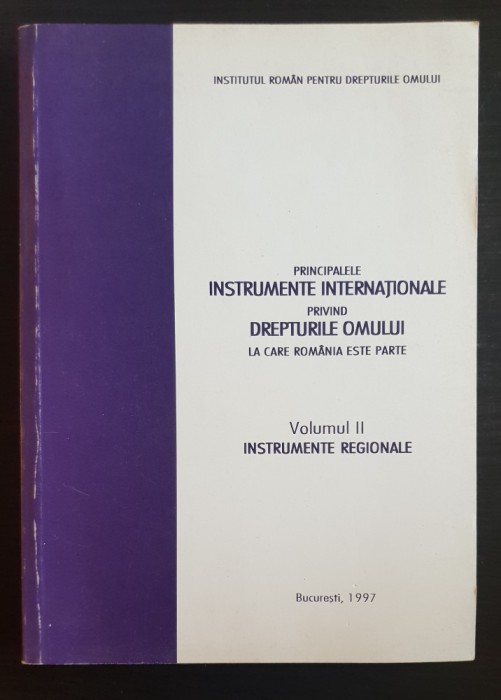 INSTITUTUL ROMÂN PENTRU DREPTURILE OMULUI
PRINCIPALELE
INSTRUMENTE INTERNAȚIONALE
PRIVIND
DREPTURILE OMULUI
LA CARE ROMÂNIA ESTE PARTE
Volumul II
INSTRUMENTE REGIONALE
București, 1997